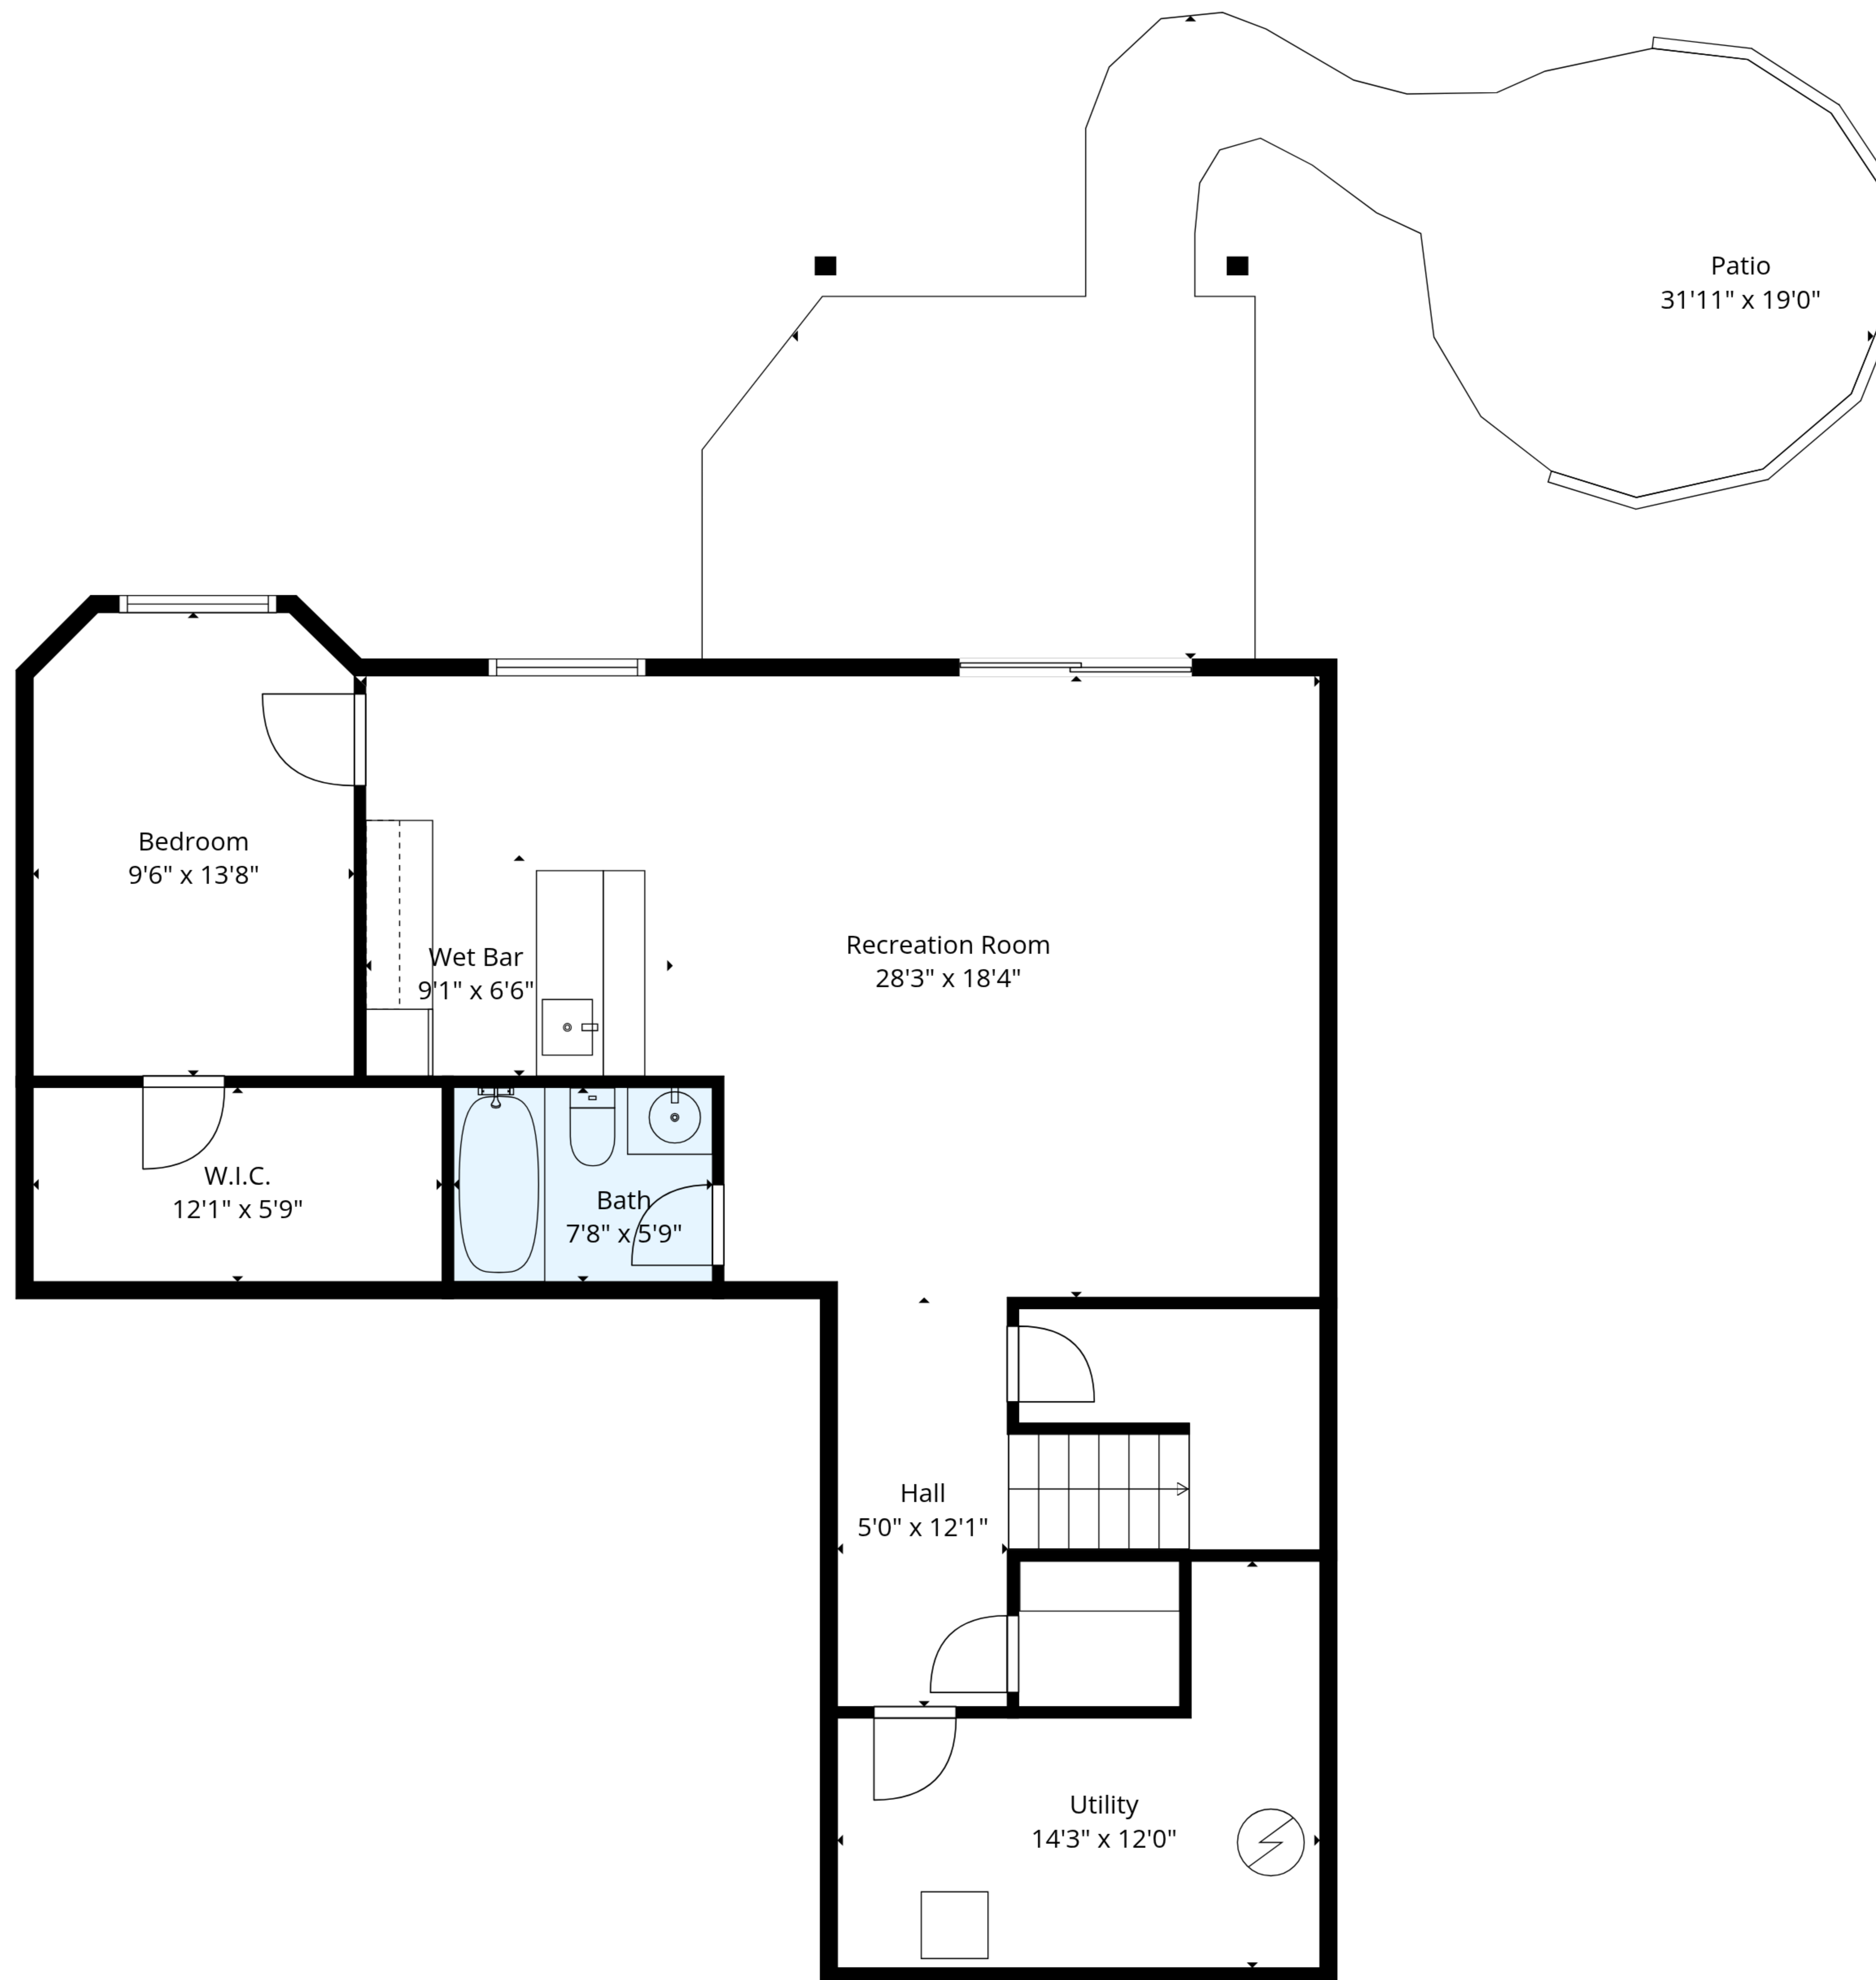 Patio
31'11" x 19'0"
Bedroom
9'6" x 13'8"
Wet Bar
9'1" x 6'6"
Recreation Room
28'3" x 18'4"
W.I.C.
12'1" x 5'9"
Bath
7'8" x 5'9"
Hall
5'0" x 12'1"
Utility
14'3" x 12'0"